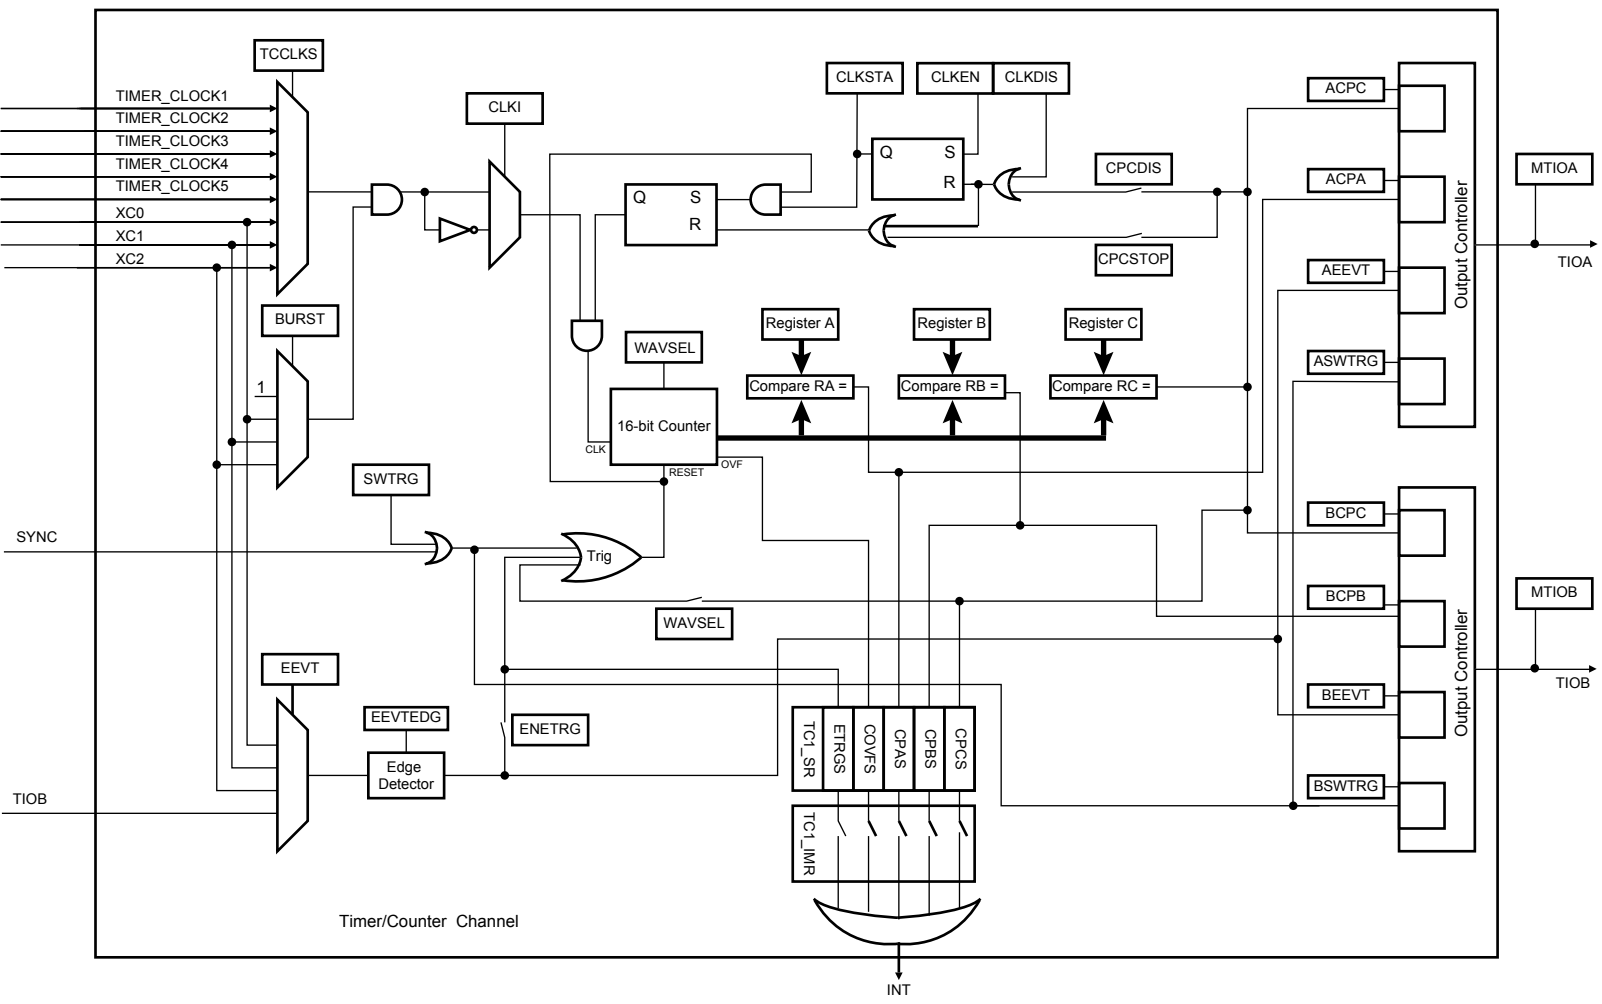 TCCLKS
TIMER_CLOCK1
TIMER_CLOCK2
TIMER_CLOCK3
TIMER_CLOCK4
TIMER_CLOCK5
XC0
XC1
XC2
CLKI
CLKSTA
CLKEN
CLKDIS
Q
S
R
Q
S
R
CPCDIS
CPCSTOP
ACPC
ACPA
AEEVT
ASWTRG
Output Controller
MTIOA
TIOA
BURST
1
WAVSEL
Register A
Register B
Register C
Compare RA =
Compare RB =
Compare RC =
16-bit Counter
CLK
RESET
OVF
SWTRG
SYNC
Trig
WAVSEL
BCPC
BCPB
BEEVT
BSWTRG
Output Controller
MTIOB
TIOB
EEVT
EEVTEDG
Edge
Detector
ENETRG
TIOB
TC1_SR
ETRGS
COVFS
CPAS
CPBS
CPCS
TC1_IMR
Timer/Counter Channel
INT